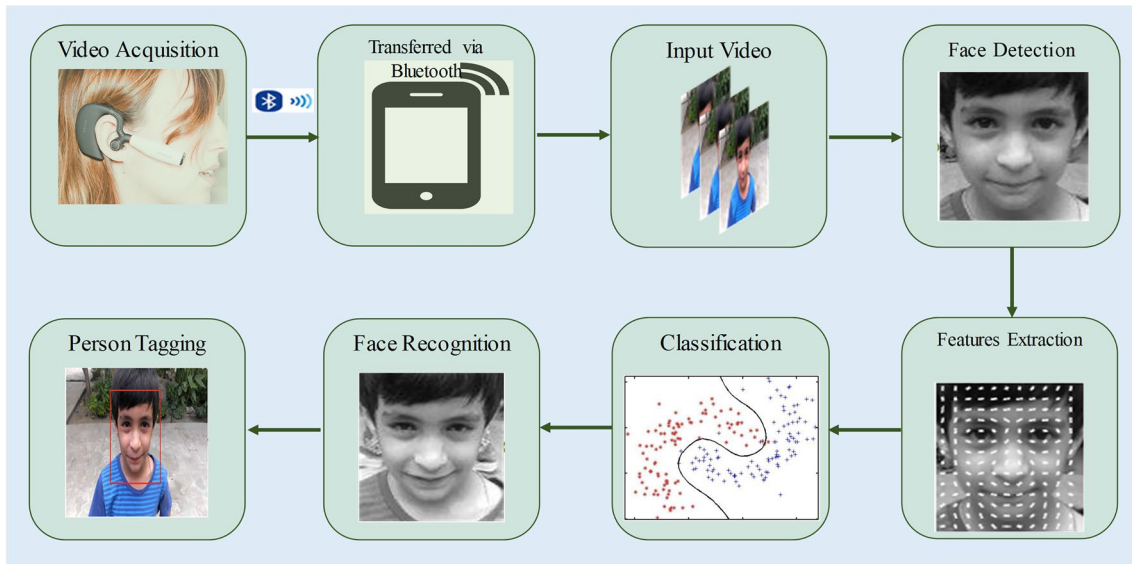 Video Acquisition
Transferred via
Bluetooth
Input Video
Face Detection
Features Extraction
Classification
Face Recognition
Person Tagging